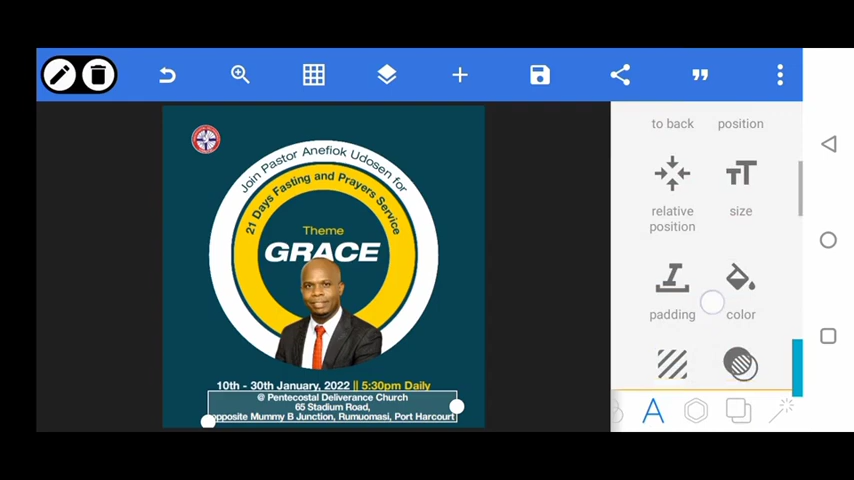 Join Pastor Anefiok Udosen for
21 Days Fasting and Prayers Service
Theme
GRACE
10th - 30th January, 2022 || 5:30pm Daily
@ Pentecostal Deliverance Church
65 Stadium Road,
opposite Mummy B Junction, Rumuomasi, Port Harcourt
to back
position
relative position
size
padding
color